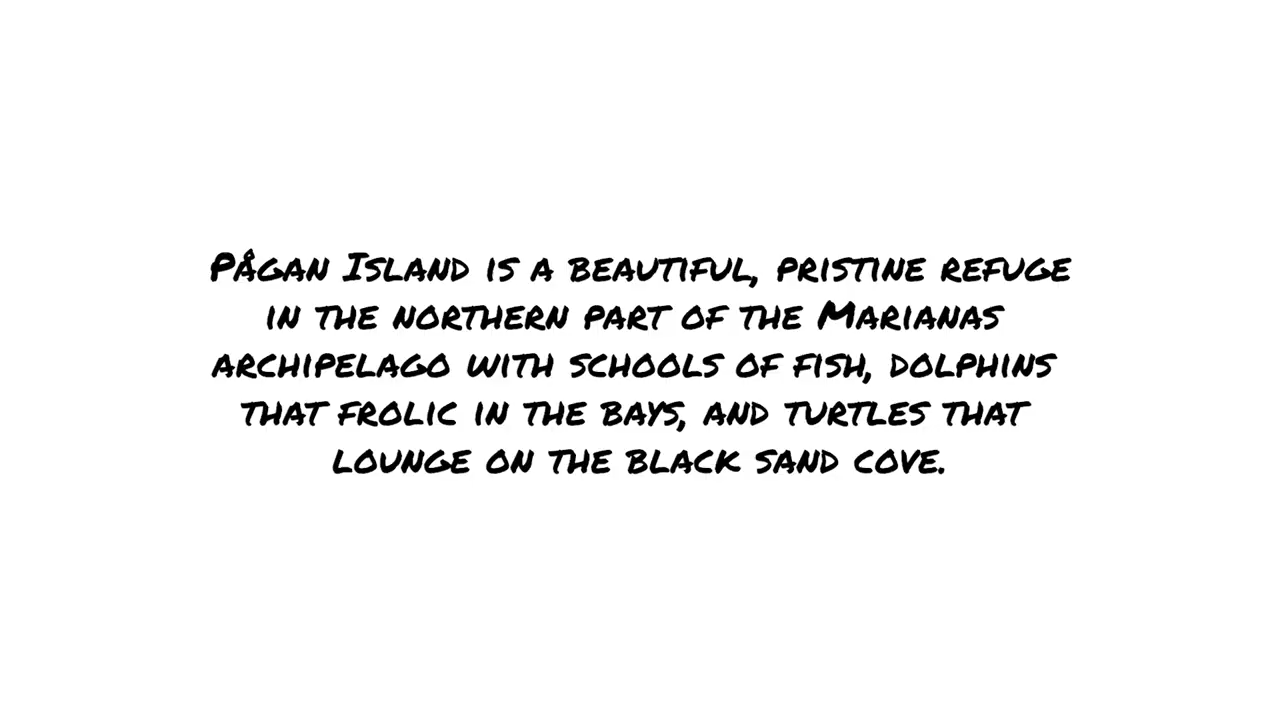 Pågan Island is a beautiful, pristine refuge
in the northern part of the Marianas
archipelago with schools of fish, dolphins
that frolic in the bays, and turtles that
lounge on the black sand cove.